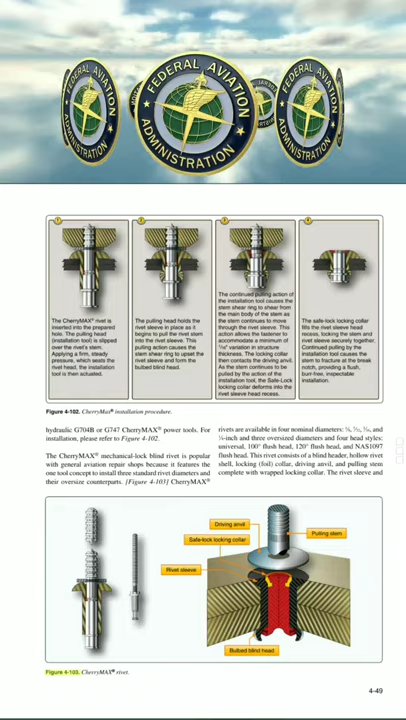 FEDERAL AVIATION
ADMINISTRATION
FEDERAL AVIATION
ADMINISTRATION
FEDERAL AVIATION
ADMINISTRATION
1
The CherryMAX® rivet is
inserted into the prepared
hole. The pulling head
(installation tool) is slipped
over the rivet's stem.
Applying a firm, steady
pressure, which seats the
rivet head, the installation
tool is then actuated.
2
The pulling head holds the
rivet sleeve in place as it
begins to pull the rivet stem
into the rivet sleeve. This
pulling action causes the
stem shear ring to upset the
rivet sleeve and form the
bulbed blind head.
3
The continued pulling action of
the installation tool causes the
stem shear ring to shear from
the main body of the stem as
the stem continues to move
through the rivet sleeve. This
action allows the fastener to
accommodate a minimum of
1⁄16" variation in structure
thickness. The locking collar
then contacts the driving anvil.
As the stem continues to be
pulled by the action of the
installation tool, the Safe-Lock
locking collar deforms into the
rivet sleeve head recess.
4
The safe-lock locking collar
fills the rivet sleeve head
recess, locking the stem and
rivet sleeve securely together.
Continued pulling by the
installation tool causes the
stem to fracture at the break
notch, providing a flush,
burr-free, inspectable
installation.
Figure 4-102. CherryMax® installation procedure.
hydraulic G704B or G747 CherryMAX® power tools. For
installation, please refer to Figure 4-102.
The CherryMAX® mechanical-lock blind rivet is popular
with general aviation repair shops because it features the
one tool concept to install three standard rivet diameters and
their oversize counterparts. [Figure 4-103] CherryMAX®
rivets are available in four nominal diameters: 1⁄8, 5⁄32, 3⁄16, and
1⁄4-inch and three oversized diameters and four head styles:
universal, 100° flush head, 120° flush head, and NAS1097
flush head. This rivet consists of a blind header, hollow rivet
shell, locking (foil) collar, driving anvil, and pulling stem
complete with wrapped locking collar. The rivet sleeve and
Driving anvil
Pulling stem
Safe-lock locking collar
Rivet sleeve
Bulbed blind head
Figure 4-103. CherryMAX® rivet.
4-49